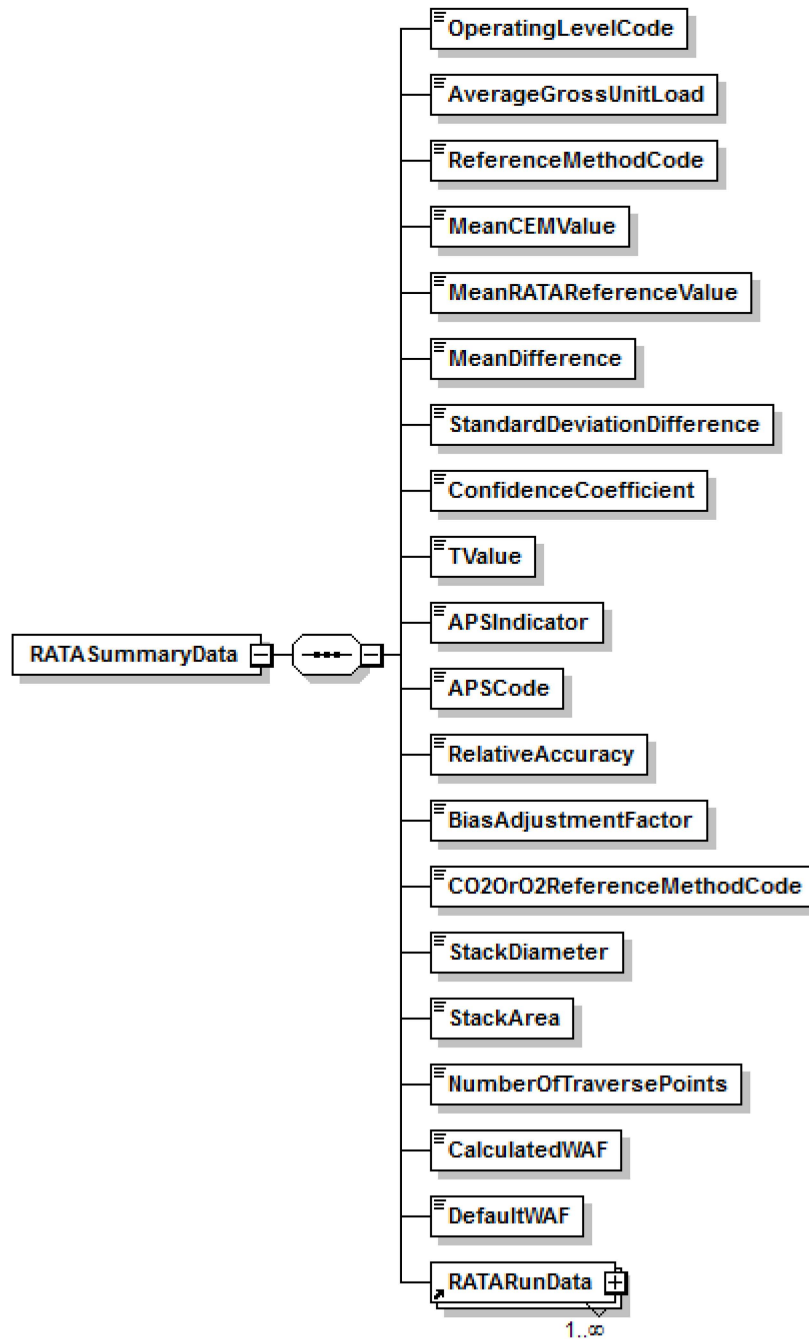 OperatingLevelCode
AverageGrossUnitLoad
ReferenceMethodCode
MeanCEMValue
MeanRATAReferenceValue
MeanDifference
StandardDeviationDifference
ConfidenceCoefficient
TValue
APSIndicator
RATASummaryData
APSCode
RelativeAccuracy
BiasAdjustmentFactor
CO2OrO2ReferenceMethodCode
StackDiameter
StackArea
NumberOfTraversePoints
CalculatedWAF
DefaultWAF
RATARunData
1..∞